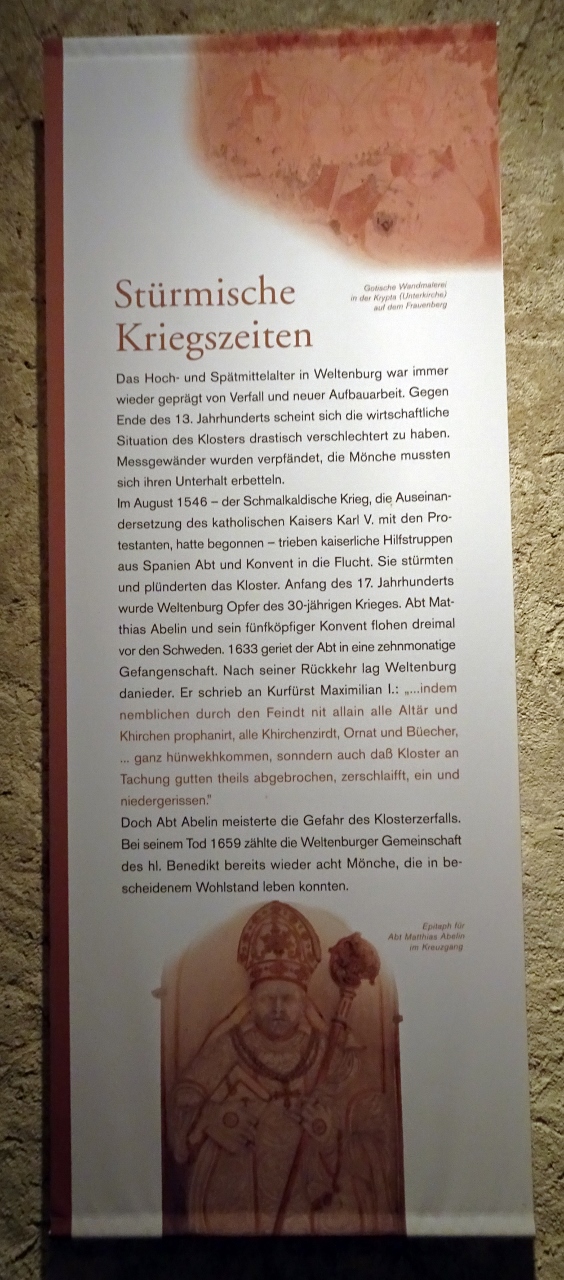 Gotische Wandmalerei
in der Krypta (Unterkirche)
auf dem Frauenberg
Stürmische
Kriegszeiten
Das Hoch- und Spätmittelalter in Weltenburg war immer
wieder geprägt von Verfall und neuer Aufbauarbeit. Gegen
Ende des 13. Jahrhunderts scheint sich die wirtschaftliche
Situation des Klosters drastisch verschlechtert zu haben.
Messgewänder wurden verpfändet, die Mönche mussten
sich ihren Unterhalt erbetteln.
Im August 1546 – der Schmalkaldische Krieg, die Auseinan-
dersetzung des katholischen Kaisers Karl V. mit den Pro-
testanten, hatte begonnen – trieben kaiserliche Hilfstruppen
aus Spanien Abt und Konvent in die Flucht. Sie stürmten
und plünderten das Kloster. Anfang des 17. Jahrhunderts
wurde Weltenburg Opfer des 30-jährigen Krieges. Abt Mat-
thias Abelin und sein fünfköpfiger Konvent flohen dreimal
vor den Schweden. 1633 geriet der Abt in eine zehnmonatige
Gefangenschaft. Nach seiner Rückkehr lag Weltenburg
danieder. Er schrieb an Kurfürst Maximilian I.: „...indem
nemblichen durch den Feindt nit allain alle Altär und
Khirchen prophanirt, alle Khirchenzirdt, Ornat und Büecher,
... ganz hünwekhkommen, sonndern auch daß Kloster an
Tachung gutten theils abgebrochen, zerschlaifft, ein und
niedergerissen."
Doch Abt Abelin meisterte die Gefahr des Klosterzerfalls.
Bei seinem Tod 1659 zählte die Weltenburger Gemeinschaft
des hl. Benedikt bereits wieder acht Mönche, die in be-
scheidenem Wohlstand leben konnten.
Epitaph für
Abt Matthias Abelin
im Kreuzgang